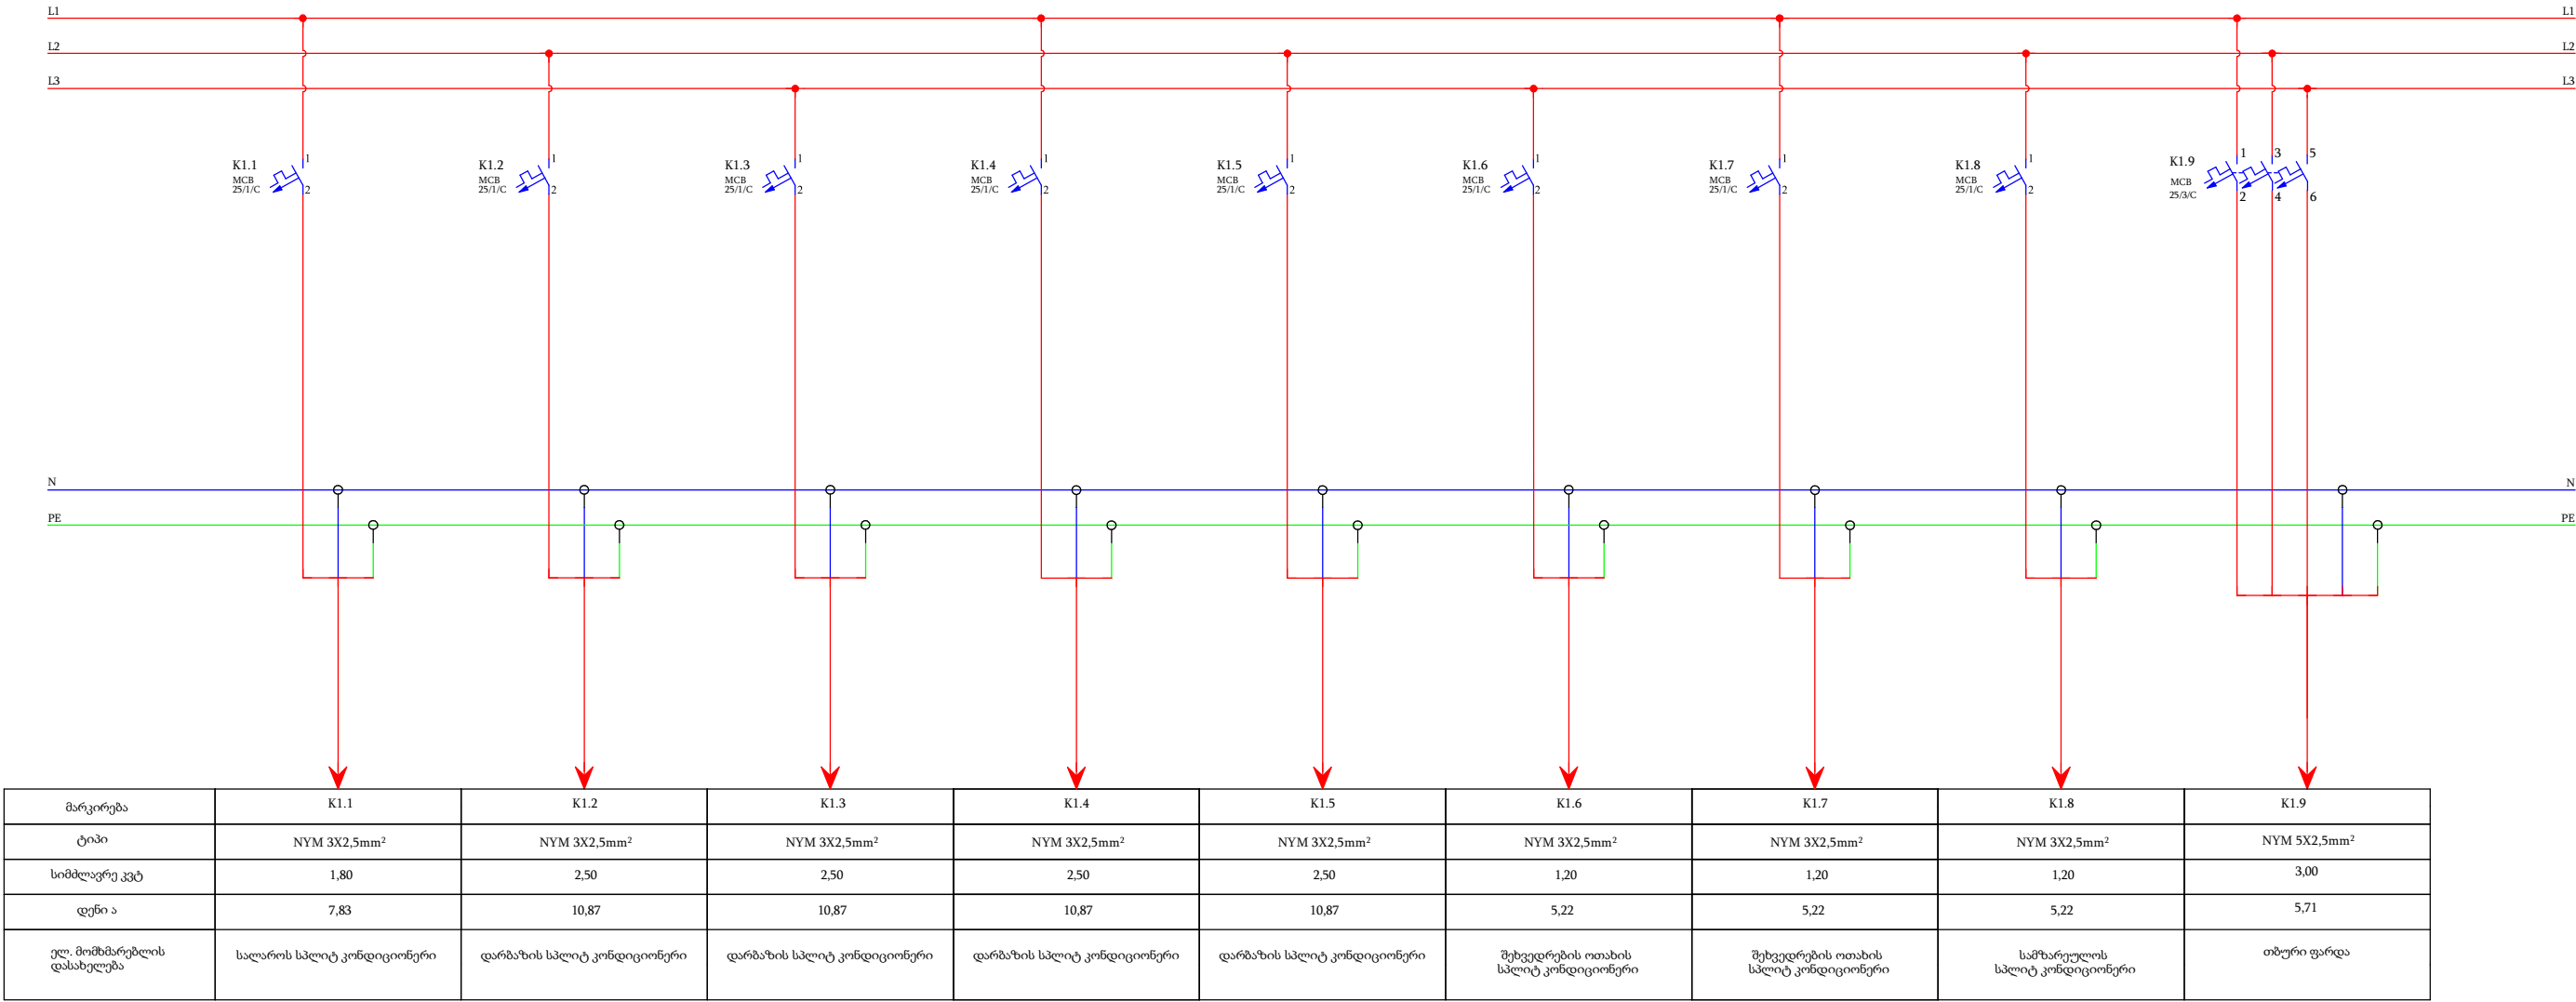 L1 L1
L2 L2
L3 L3
K1.1
MCB
25/1/C
1
2
K1.2
MCB
25/1/C
1
2
K1.3
MCB
25/1/C
1
2
K1.4
MCB
25/1/C
1
2
K1.5
MCB
25/1/C
1
2
K1.6
MCB
25/1/C
1
2
K1.7
MCB
25/1/C
1
2
K1.8
MCB
25/1/C
1
2
K1.9
MCB
25/3/C
1 3 5
2 4 6
N N
PE PE
მარკირება K1.1 K1.2 K1.3 K1.4 K1.5 K1.6 K1.7 K1.8 K1.9
ტიპი NYM 3X2,5mm² NYM 3X2,5mm² NYM 3X2,5mm² NYM 3X2,5mm² NYM 3X2,5mm² NYM 3X2,5mm² NYM 3X2,5mm² NYM 3X2,5mm² NYM 5X2,5mm²
სიმძლავრე კვტ 1,80 2,50 2,50 2,50 2,50 1,20 1,20 1,20 3,00
დენი ა 7,83 10,87 10,87 10,87 10,87 5,22 5,22 5,22 5,71
ელ. მომხმარებლის
დასახელება
სალაროს სპლიტ კონდიციონერი
დარბაზის სპლიტ კონდიციონერი
დარბაზის სპლიტ კონდიციონერი
დარბაზის სპლიტ კონდიციონერი
დარბაზის სპლიტ კონდიციონერი
შეხვედრების ოთახის
სპლიტ კონდიციონერი
შეხვედრების ოთახის
სპლიტ კონდიციონერი
სამზარეულოს
სპლიტ კონდიციონერი
თბური ფარდა